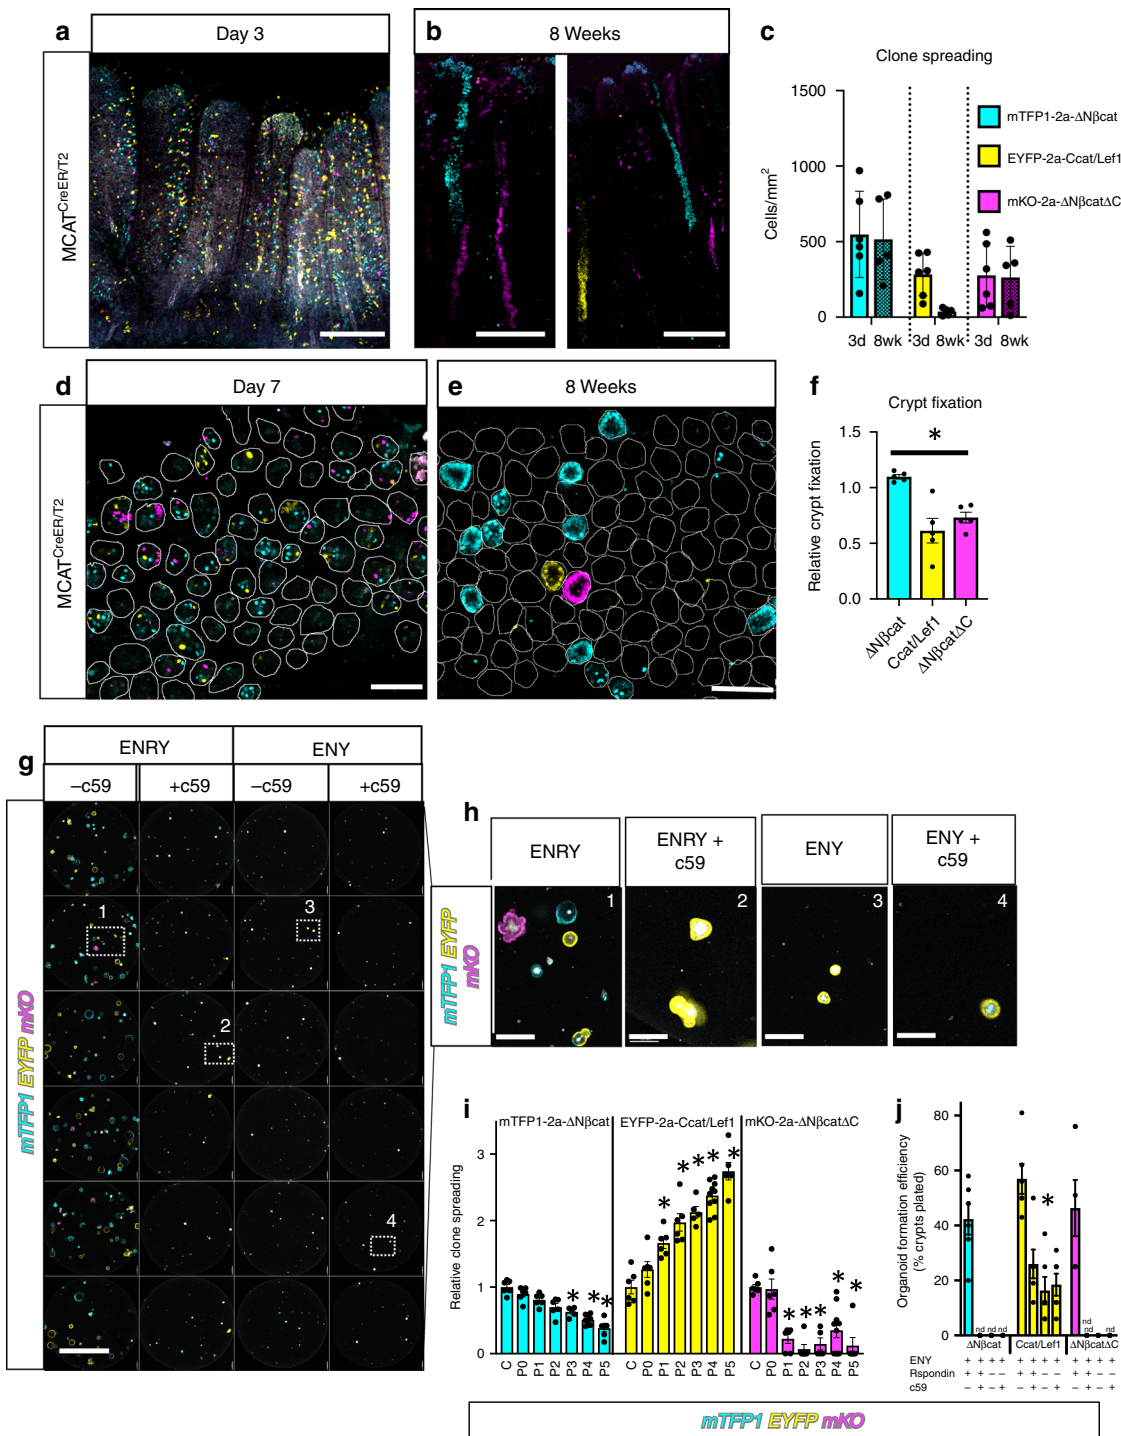 a
Day 3
MCATCreER/T2
b
8 Weeks
c
Clone spreading
1500
1000
500
0
Cells/mm2
3d 8wk 3d 8wk 3d 8wk
mTFP1-2a-ΔNβcat
EYFP-2a-Ccat/Lef1
mKO-2a-ΔNβcatΔC
d
Day 7
MCATCreER/T2
e
8 Weeks
f
Crypt fixation
*
1.5
1.0
0.5
0.0
Relative crypt fixation
ΔNβcat
Ccat/Lef1
ΔNβcatΔC
g
ENRY ENY
–c59 +c59 –c59 +c59
mTFP1 EYFP mKO
1
3
2
4
h
ENRY
ENRY +
c59
ENY
ENY +
c59
mTFP1 EYFP
mKO
1
2
3
4
i
mTFP1-2a-ΔNβcat EYFP-2a-Ccat/Lef1 mKO-2a-ΔNβcatΔC
3
2
1
0
Relative clone spreading
* * * * * * * * * * * * *
C P0 P1 P2 P3 P4 P5 C P0 P1 P2 P3 P4 P5 C P0 P1 P2 P3 P4 P5
mTFP1 EYFP mKO
j
80
60
40
20
0
Organoid formation efficiency
(% crypts plated)
*
nd nd nd nd nd nd
ΔNβcat Ccat/Lef1 ΔNβcatΔC
ENY + + + + + + + + + + + +
Rspondin + + – – + + – – + + – –
c59 – + – + – + – + – + – +